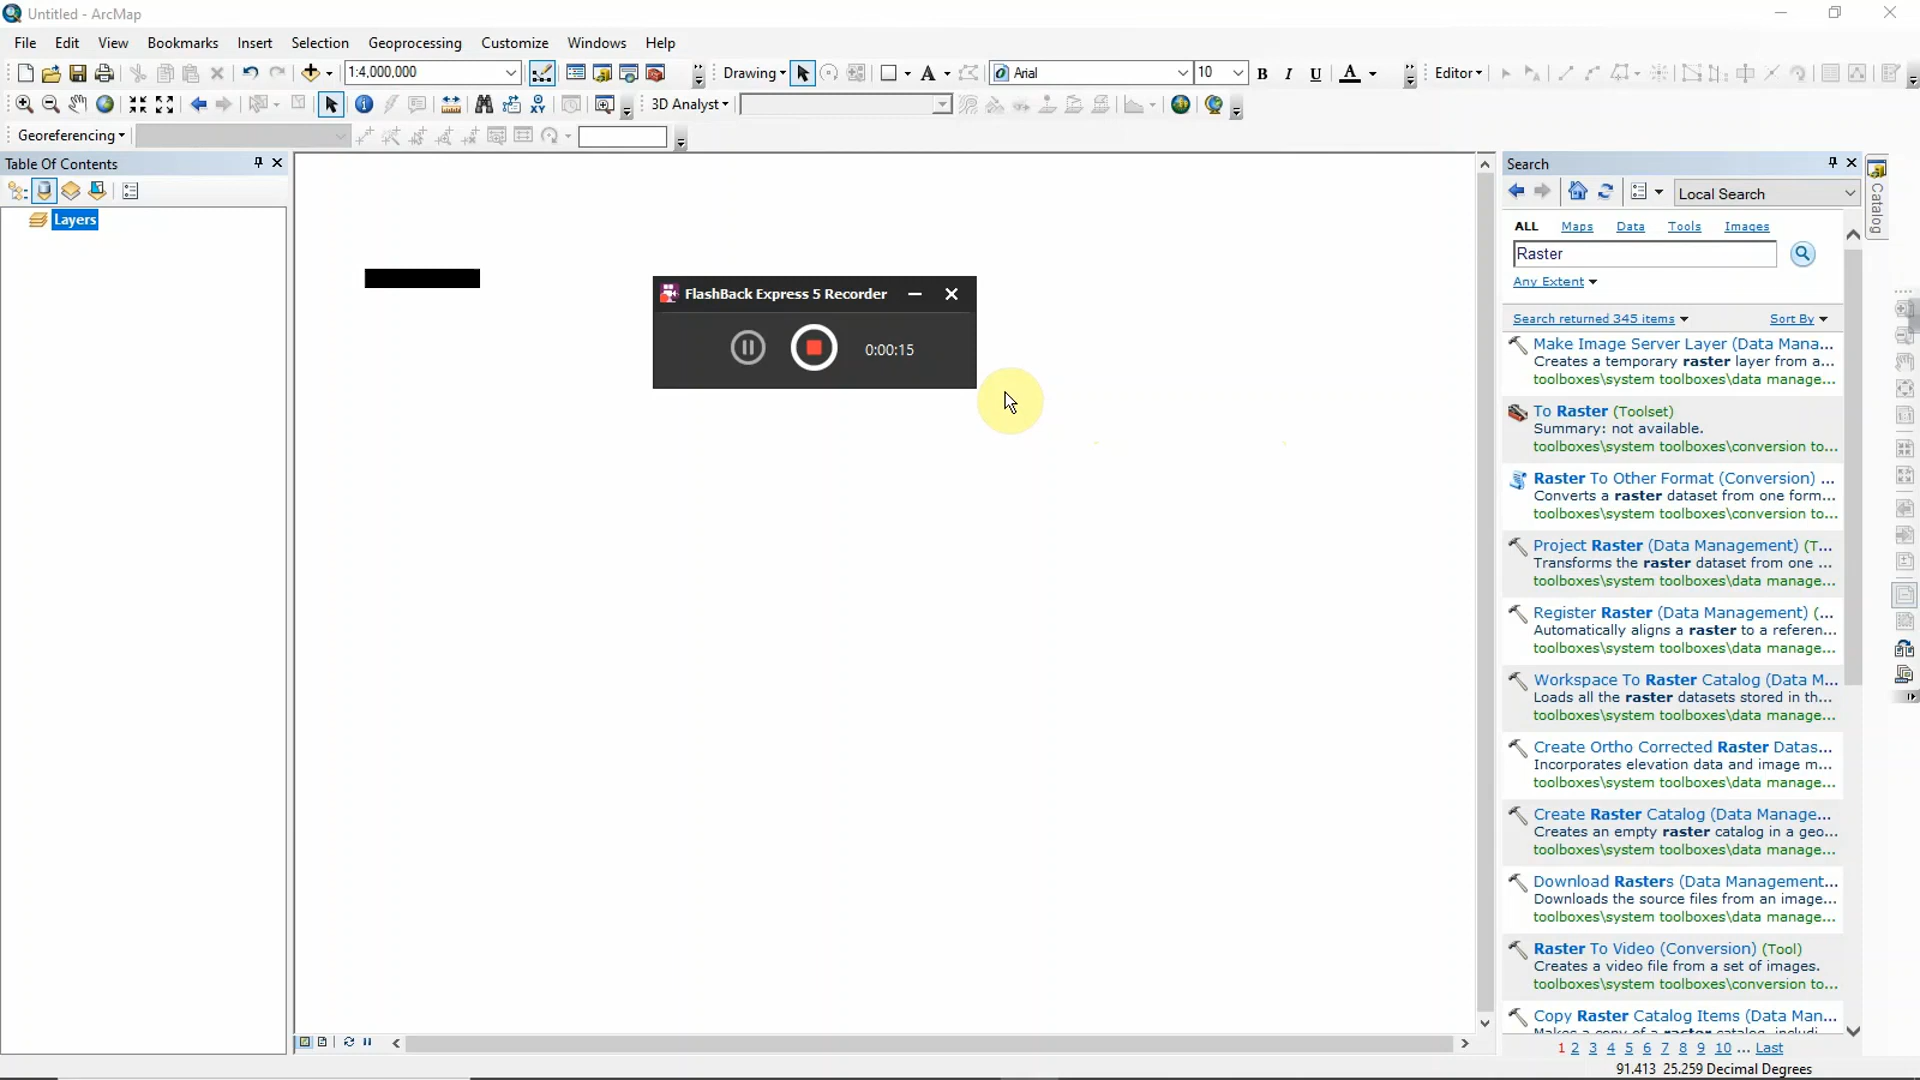 Untitled - ArcMap
File Edit View Bookmarks Insert Selection Geoprocessing Customize Windows Help
1:4,000,000 Drawing A Arial 10 B I U A Editor
3D Analyst
Georeferencing
Table Of Contents
Layers
FlashBack Express 5 Recorder
0:00:15
Search
Local Search
Catalog
ALL Maps Data Tools Images
Raster
Any Extent
Search returned 345 items Sort By
Make Image Server Layer (Data Mana...
Creates a temporary raster layer from a...
toolboxes\system toolboxes\data manage...
To Raster (Toolset)
Summary: not available.
toolboxes\system toolboxes\conversion to...
Raster To Other Format (Conversion) ...
Converts a raster dataset from one form...
toolboxes\system toolboxes\conversion to...
Project Raster (Data Management) (T...
Transforms the raster dataset from one ...
toolboxes\system toolboxes\data manage...
Register Raster (Data Management) (...
Automatically aligns a raster to a referen...
toolboxes\system toolboxes\data manage...
Workspace To Raster Catalog (Data M...
Loads all the raster datasets stored in th...
toolboxes\system toolboxes\data manage...
Create Ortho Corrected Raster Datas...
Incorporates elevation data and image m...
toolboxes\system toolboxes\data manage...
Create Raster Catalog (Data Manage...
Creates an empty raster catalog in a geo...
toolboxes\system toolboxes\data manage...
Download Rasters (Data Management...
Downloads the source files from an image...
toolboxes\system toolboxes\data manage...
Raster To Video (Conversion) (Tool)
Creates a video file from a set of images.
toolboxes\system toolboxes\conversion to...
Copy Raster Catalog Items (Data Man...
Makes a copy of a raster catalog, includi...
1 2 3 4 5 6 7 8 9 10 ... Last
91.413 25.259 Decimal Degrees